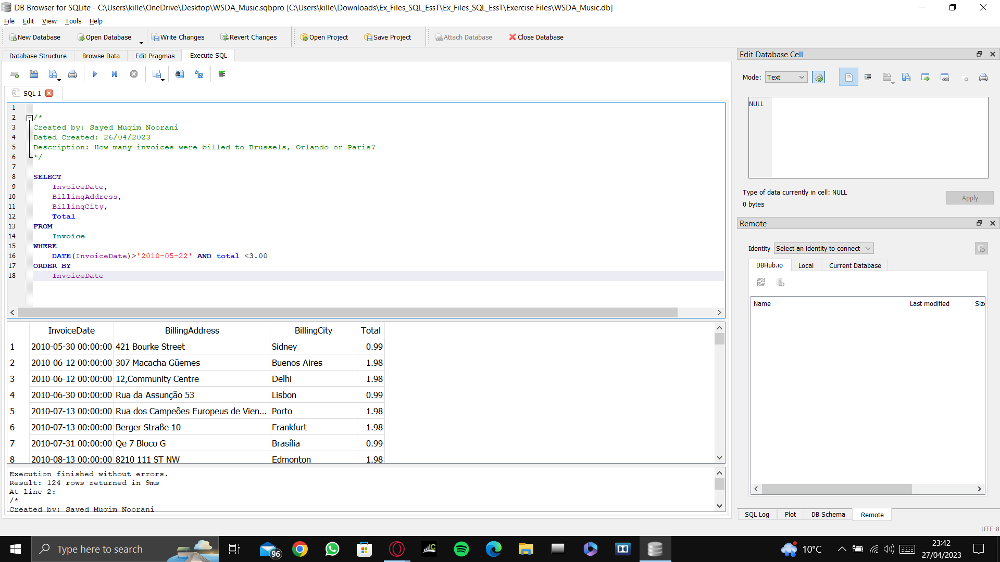 DB Browser for SQLite - C:\Users\kille\OneDrive\Desktop\WSDA_Music.sqbpro [C:\Users\kille\Downloads\Ex_Files_SQL_EssT\Ex_Files_SQL_EssT\Exercise Files\WSDA_Music.db]
File Edit View Tools Help
New Database Open Database Write Changes Revert Changes Open Project Save Project Attach Database Close Database
Database Structure Browse Data Edit Pragmas Execute SQL
SQL 1
1
2 /*
3 Created by: Sayed Muqim Noorani
4 Dated Created: 26/04/2023
5 Description: How many invoices were billed to Brussels, Orlando or Paris?
6 */
7
8 SELECT
9 InvoiceDate,
10 BillingAddress,
11 BillingCity,
12 Total
13 FROM
14 Invoice
15 WHERE
16 DATE(InvoiceDate)>'2010-05-22' AND total <3.00
17 ORDER BY
18 InvoiceDate
InvoiceDate BillingAddress BillingCity Total
1 2010-05-30 00:00:00 421 Bourke Street Sidney 0.99
2 2010-06-12 00:00:00 307 Macacha Güemes Buenos Aires 1.98
3 2010-06-12 00:00:00 12,Community Centre Delhi 1.98
4 2010-06-30 00:00:00 Rua da Assunção 53 Lisbon 0.99
5 2010-07-13 00:00:00 Rua dos Campeões Europeus de Vien... Porto 1.98
6 2010-07-13 00:00:00 Berger Straße 10 Frankfurt 1.98
7 2010-07-31 00:00:00 Qe 7 Bloco G Brasília 0.99
8 2010-08-13 00:00:00 8210 111 ST NW Edmonton 1.98
Execution finished without errors.
Result: 124 rows returned in 9ms
At line 2:
/*
Created by: Sayed Muqim Noorani
Edit Database Cell
Mode: Text
NULL
Type of data currently in cell: NULL
0 bytes
Apply
Remote
Identity Select an identity to connect
DBHub.io Local Current Database
Name Last modified Size
SQL Log Plot DB Schema Remote
UTF-8
Type here to search
96
10°C
23:42
27/04/2023